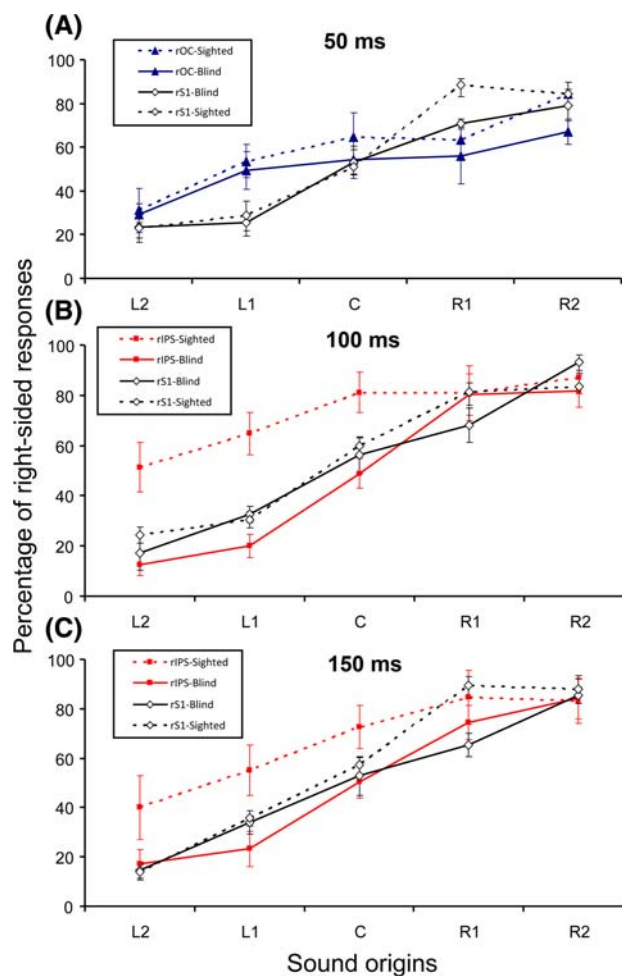 (A)
50 ms
rOC-Sighted
rOC-Blind
rS1-Blind
rS1-Sighted
100
80
60
40
20
0
L2 L1 C R1 R2
(B)
100 ms
rIPS-Sighted
rIPS-Blind
rS1-Blind
rS1-Sighted
100
80
60
40
20
0
L2 L1 C R1 R2
(C)
150 ms
rIPS-Sighted
rIPS-Blind
rS1-Blind
rS1-Sighted
100
80
60
40
20
0
L2 L1 C R1 R2
Percentage of right-sided responses
Sound origins